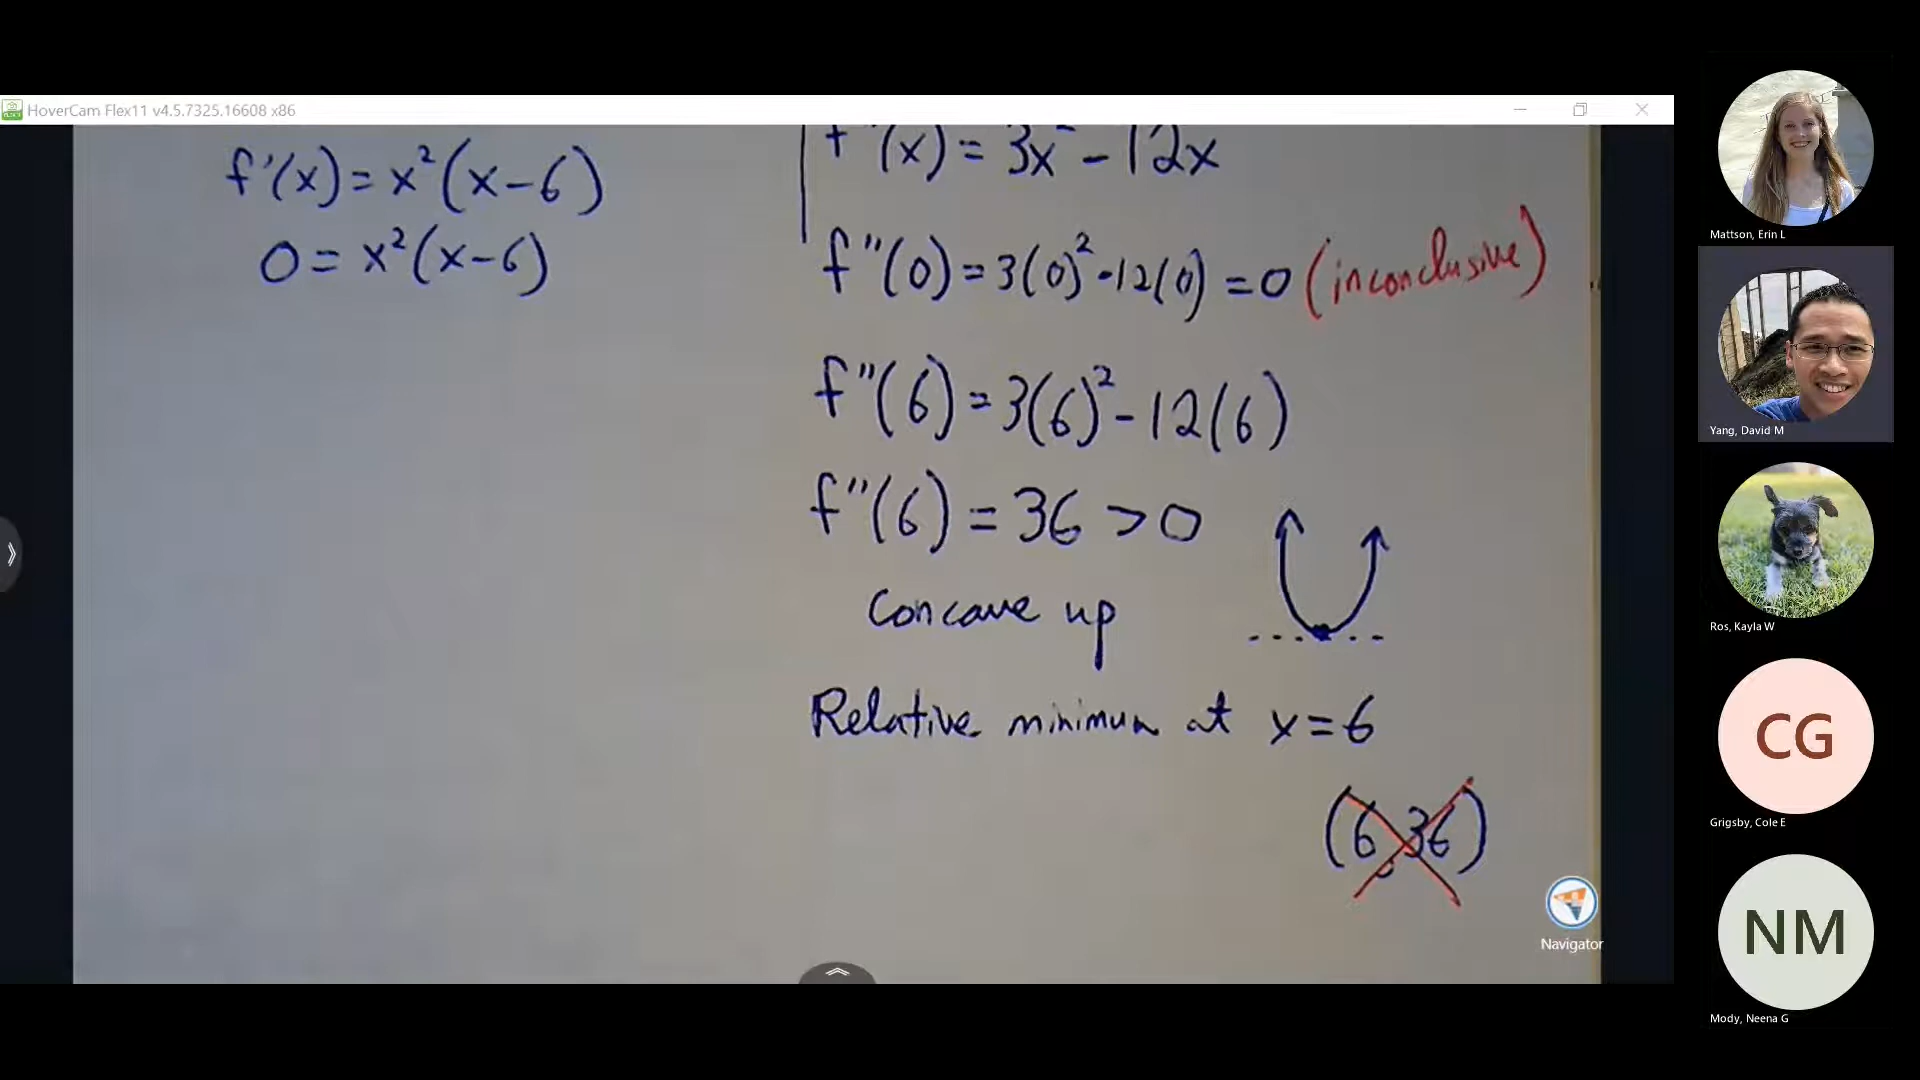 HoverCam Flex11 v4.5.7325.16608 x86
f'(x) = x²(x-6)
0 = x²(x-6)
(x) = 3x² - 12x
f"(0) = 3(0)² - 12(0) = 0 (inconclusive)
f"(6) = 3(6)² - 12(6)
f"(6) = 36 > 0
Concave up
Relative minimum at x = 6
(6, 36)
Navigator
Mattson, Erin L
Yang, David M
Ros, Kayla W
CG
Grigsby, Cole E
NM
Mody, Neena G